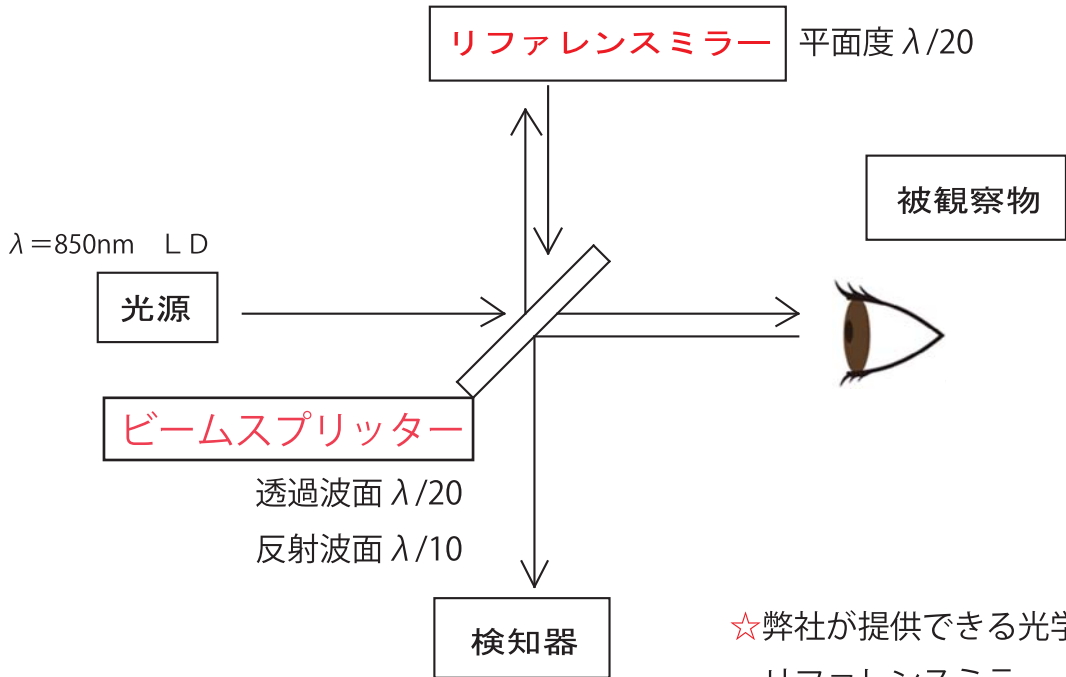 リファレンスミラー
平面度 λ/20
被観察物
λ＝850nm　ＬＤ
光源
ビームスプリッター
透過波面 λ/20
反射波面 λ/10
検知器
☆弊社が提供できる光学